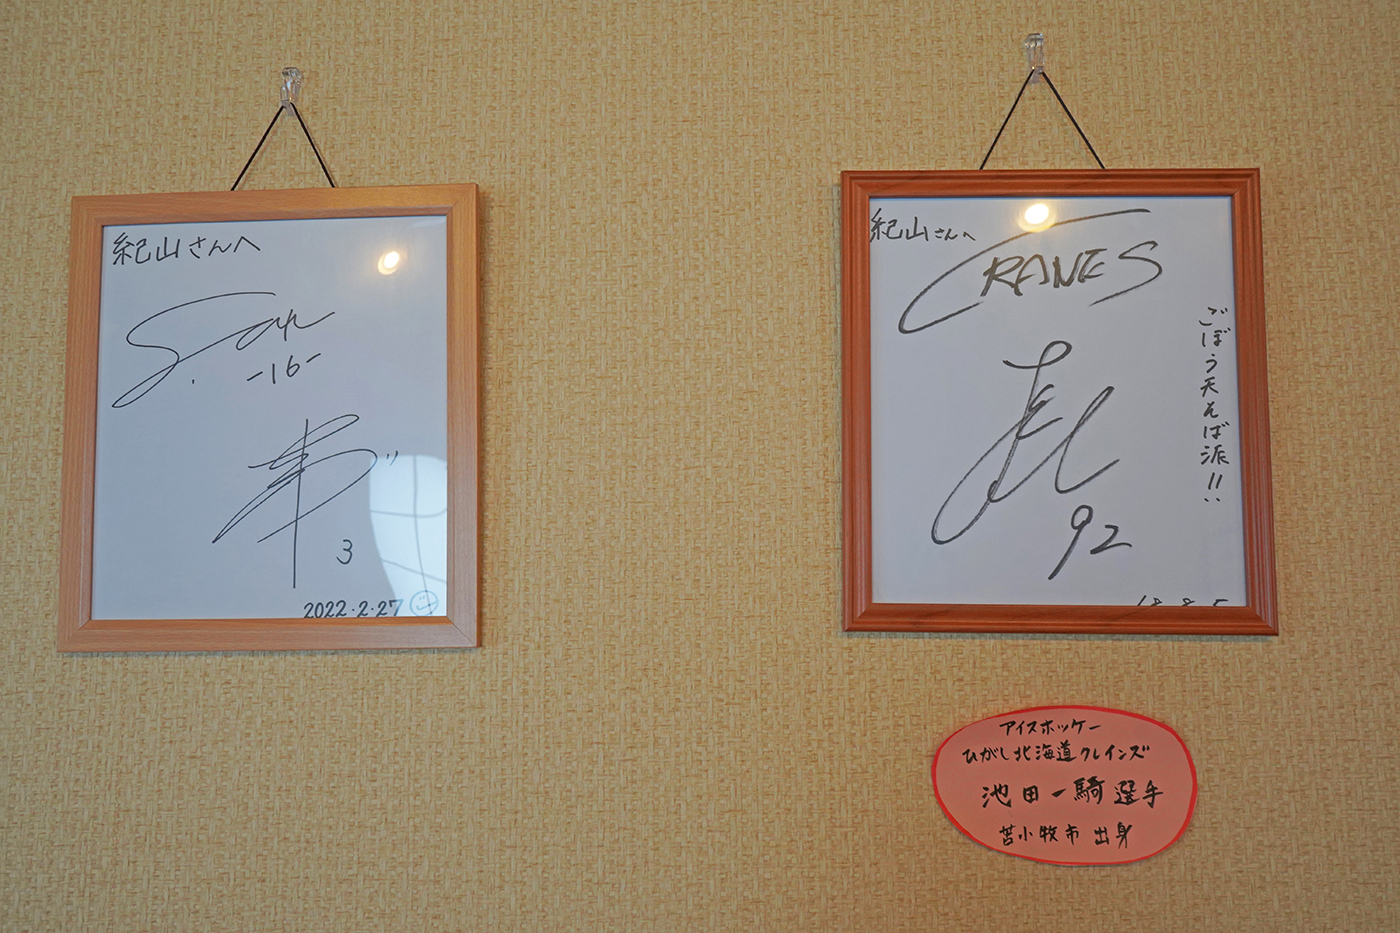 紀山さんへ
-16-
3
2022.2.27
紀山さんへ
CRANES
ごぼう天そば派!!
92
アイスホッケー
ひがし北海道クレインズ
池田一騎選手
苫小牧市出身